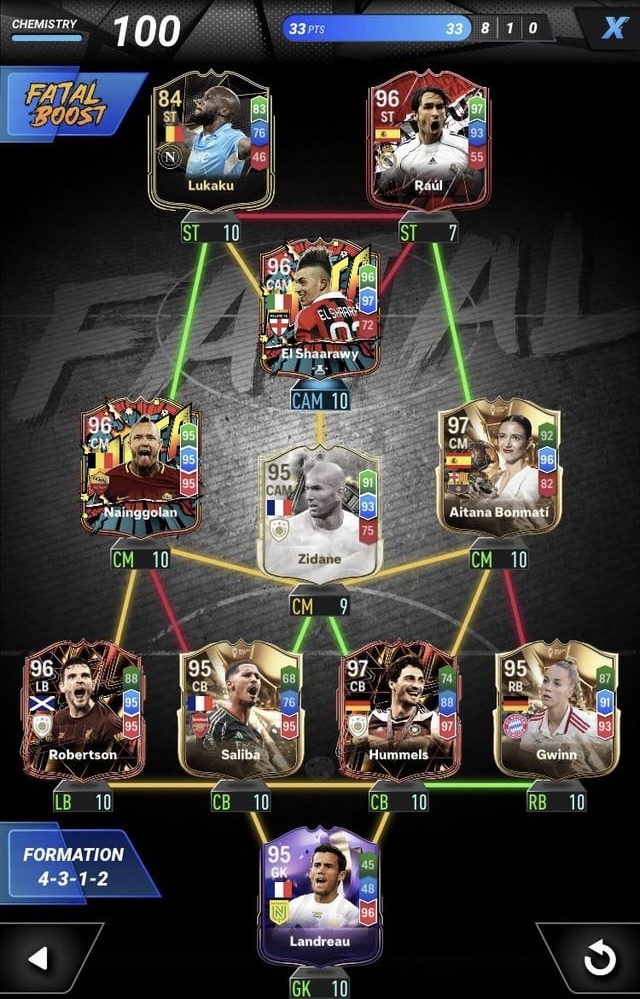 CHEMISTRY 100 33 PTS 33 8 | 1 | 0 X
FATAL
BOOST
84
ST
83
76
46
N
Lukaku
96
ST
97
93
55
Raúl
ST 10
ST 7
96
CAM
96
97
72
EL SHAARAWY
El Shaarawy
CAM 10
FATAL
96
CM
95
95
95
Nainggolan
95
CAM
91
93
75
Zidane
97
CM
92
96
82
Aitana Bonmatí
CM 10
CM 9
CM 10
96
LB
88
95
95
Robertson
95
CB
68
76
95
Saliba
97
CB
74
88
97
Hummels
95
RB
87
91
93
Gwinn
LB 10
CB 10
CB 10
RB 10
FORMATION
4-3-1-2
95
GK
45
48
96
Landreau
GK 10